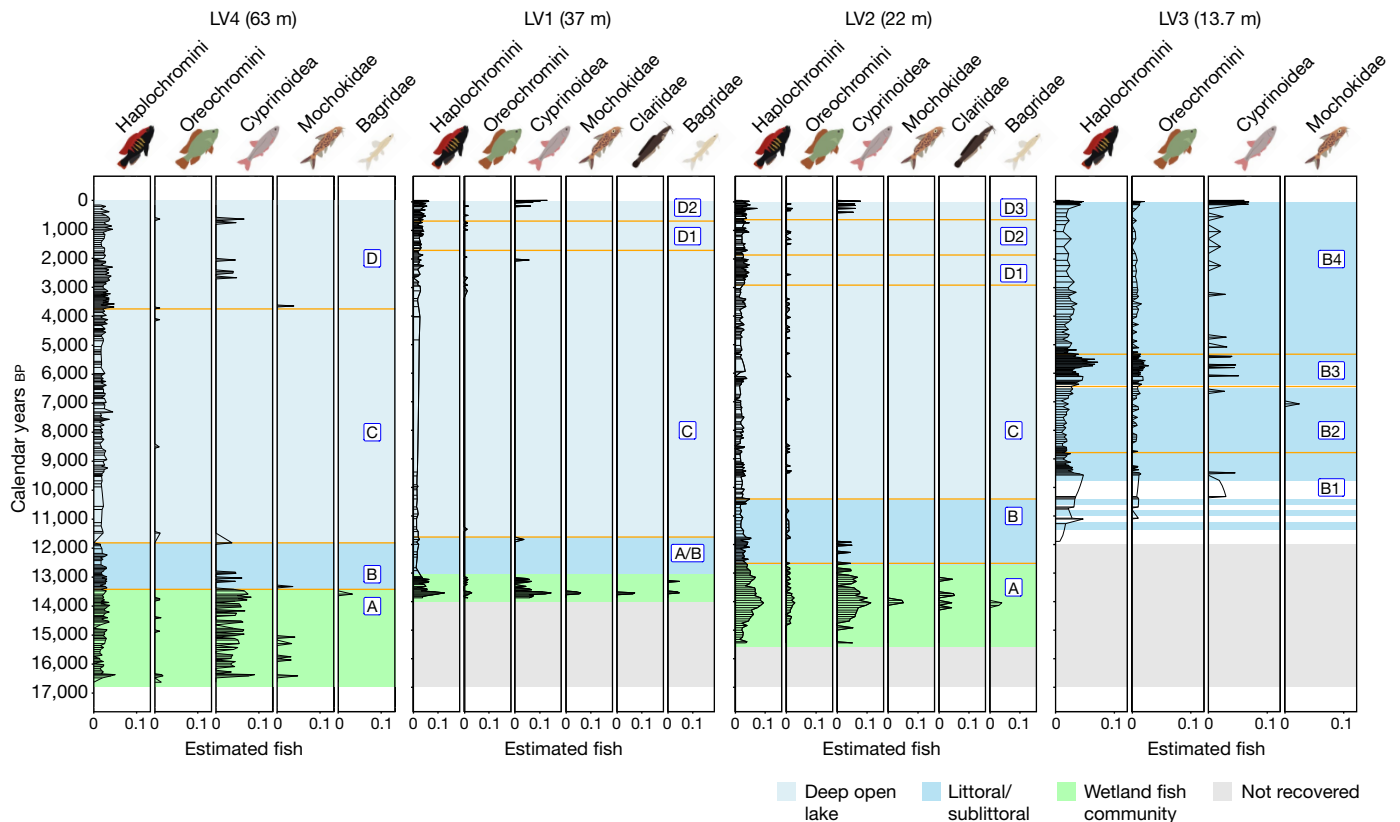 LV4 (63 m)
LV1 (37 m)
LV2 (22 m)
LV3 (13.7 m)
Haplochromini
Oreochromini
Cyprinoidea
Mochokidae
Bagridae
Haplochromini
Oreochromini
Cyprinoidea
Mochokidae
Clariidae
Bagridae
Haplochromini
Oreochromini
Cyprinoidea
Mochokidae
Clariidae
Bagridae
Haplochromini
Oreochromini
Cyprinoidea
Mochokidae
Calendar years BP
0
1,000
2,000
3,000
4,000
5,000
6,000
7,000
8,000
9,000
10,000
11,000
12,000
13,000
14,000
15,000
16,000
17,000
D
C
B
A
D2
D1
C
A/B
D3
D2
D1
C
B
A
B4
B3
B2
B1
0 0.1 0 0.1 0 0.1 0 0.1 0 0.1
0 0.1 0 0.1 0 0.1 0 0.1 0 0.1 0 0.1
0 0.1 0 0.1 0 0.1 0 0.1 0 0.1 0 0.1
0 0.1 0 0.1 0 0.1 0 0.1
Estimated fish
Estimated fish
Estimated fish
Estimated fish
Deep open
lake
Littoral/
sublittoral
Wetland fish
community
Not recovered